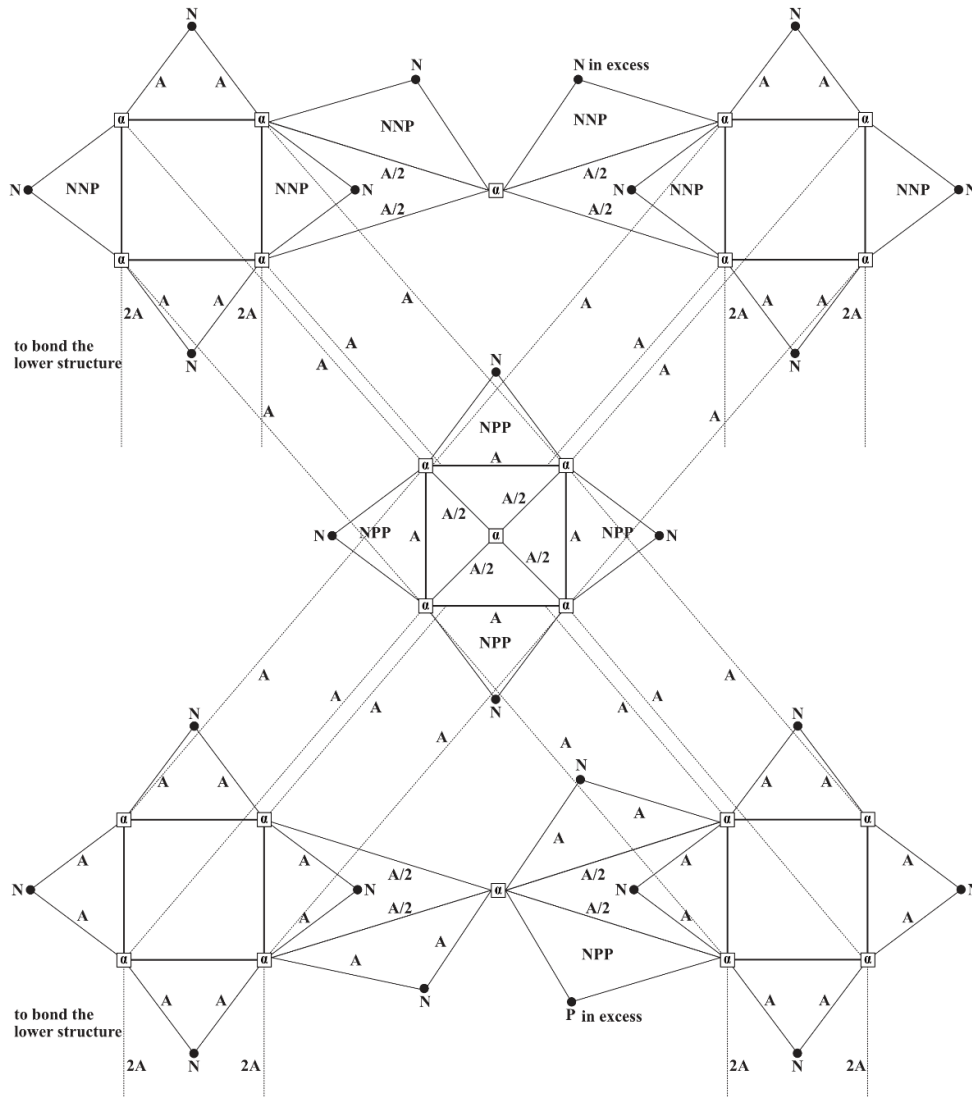 N N
N N in excess
A A A A
α α α α
NNP NNP
A/2 A/2
N NNP NNP N α N NNP NNP N
A/2 A/2
α α α α
A A A A A A
2A 2A 2A 2A
to bond the
lower structure
A A
N N
A A
N
A A
NPP
A
α α
A/2 A/2
N NPP A α A NPP N
A/2 A/2
α α
A
NPP
A A
A A
N
A A
N N
A A
N
A A A A
A
α α α α
A
A A A A
A/2 A/2
N N α N N
A/2 A/2
A A A A
A
NPP
α α A α α
N P in excess
A A A A
to bond the
lower structure
N N
2A 2A 2A 2A